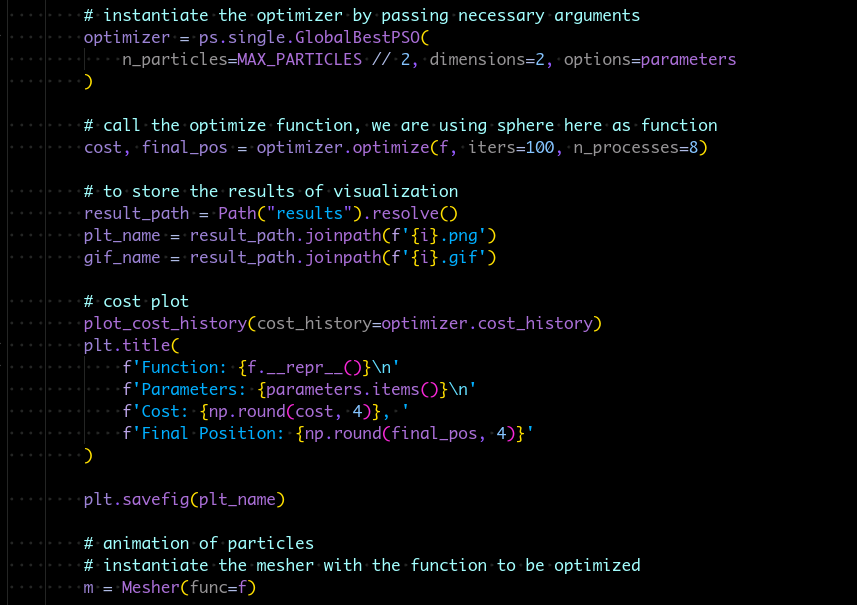 # instantiate the optimizer by passing necessary arguments
optimizer = ps.single.GlobalBestPSO(
    n_particles=MAX_PARTICLES // 2, dimensions=2, options=parameters
)

# call the optimize function, we are using sphere here as function
cost, final_pos = optimizer.optimize(f, iters=100, n_processes=8)

# to store the results of visualization
result_path = Path("results").resolve()
plt_name = result_path.joinpath(f'{i}.png')
gif_name = result_path.joinpath(f'{i}.gif')

# cost plot
plot_cost_history(cost_history=optimizer.cost_history)
plt.title(
    f'Function: {f.__repr__()}\n'
    f'Parameters: {parameters.items()}\n'
    f'Cost: {np.round(cost, 4)}, '
    f'Final Position: {np.round(final_pos, 4)}'
)

plt.savefig(plt_name)

# animation of particles
# instantiate the mesher with the function to be optimized
m = Mesher(func=f)